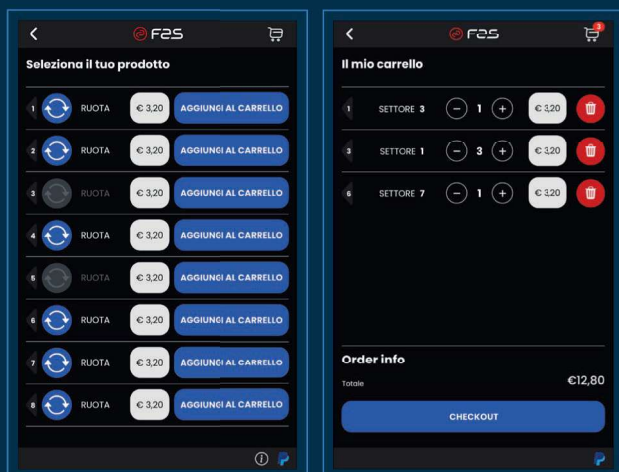 F2S
Seleziona il tuo prodotto
1 RUOTA € 3,20 AGGIUNGI AL CARRELLO
2 RUOTA € 3,20 AGGIUNGI AL CARRELLO
3 RUOTA € 3,20 AGGIUNGI AL CARRELLO
4 RUOTA € 3,20 AGGIUNGI AL CARRELLO
5 RUOTA € 3,20 AGGIUNGI AL CARRELLO
6 RUOTA € 3,20 AGGIUNGI AL CARRELLO
7 RUOTA € 3,20 AGGIUNGI AL CARRELLO
8 RUOTA € 3,20 AGGIUNGI AL CARRELLO
F2S 3
Il mio carrello
1 SETTORE 3 − 1 + € 3,20
3 SETTORE 1 − 3 + € 3,20
6 SETTORE 7 − 1 + € 3,20
Order info
Totale €12,80
CHECKOUT